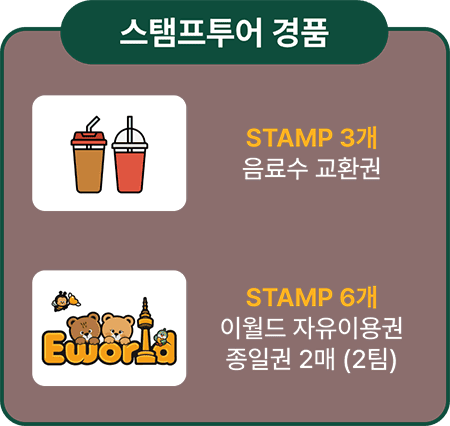 스탬프투어 경품
STAMP 3개
음료수 교환권
Eworld
STAMP 6개
이월드 자유이용권
종일권 2매 (2팀)